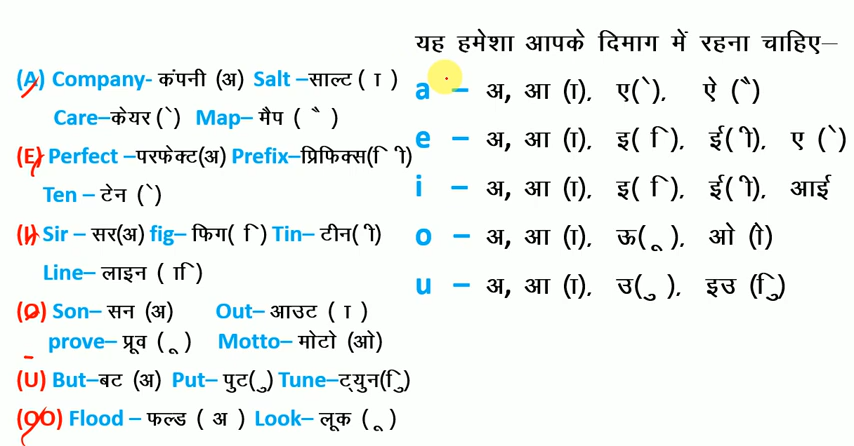 यह हमेशा आपके दिमाग में रहना चाहिए–
(A) Company- कंपनी (अ) Salt –साल्ट ( ा )
Care–केयर ( े ) Map– मैप ( ै )
(E) Perfect –परफेक्ट(अ) Prefix–प्रिफिक्स( ि ी)
Ten – टेन ( े )
(I) Sir – सर(अ) fig– फिग( ि ) Tin– टीन( ी)
Line– लाइन ( ाि )
(O) Son– सन (अ) Out– आउट ( ा )
prove– प्रूव ( ू ) Motto– मोटो (ओ)
(U) But–बट (अ) Put– पुट( ु) Tune–ट्युन( िु)
(OO) Flood – फल्ड ( अ ) Look– लूक ( ू )
a – अ, आ (ा). ए( े). ऐ ( ै)
e – अ, आ (ा). इ( ि ). ई( ी). ए ( े)
i – अ, आ (ा). इ( ि ). ई( ी). आई
o – अ, आ (ा). ऊ( ू ). ओ (ो)
u – अ, आ (ा). उ( ु ). इउ ( िु)